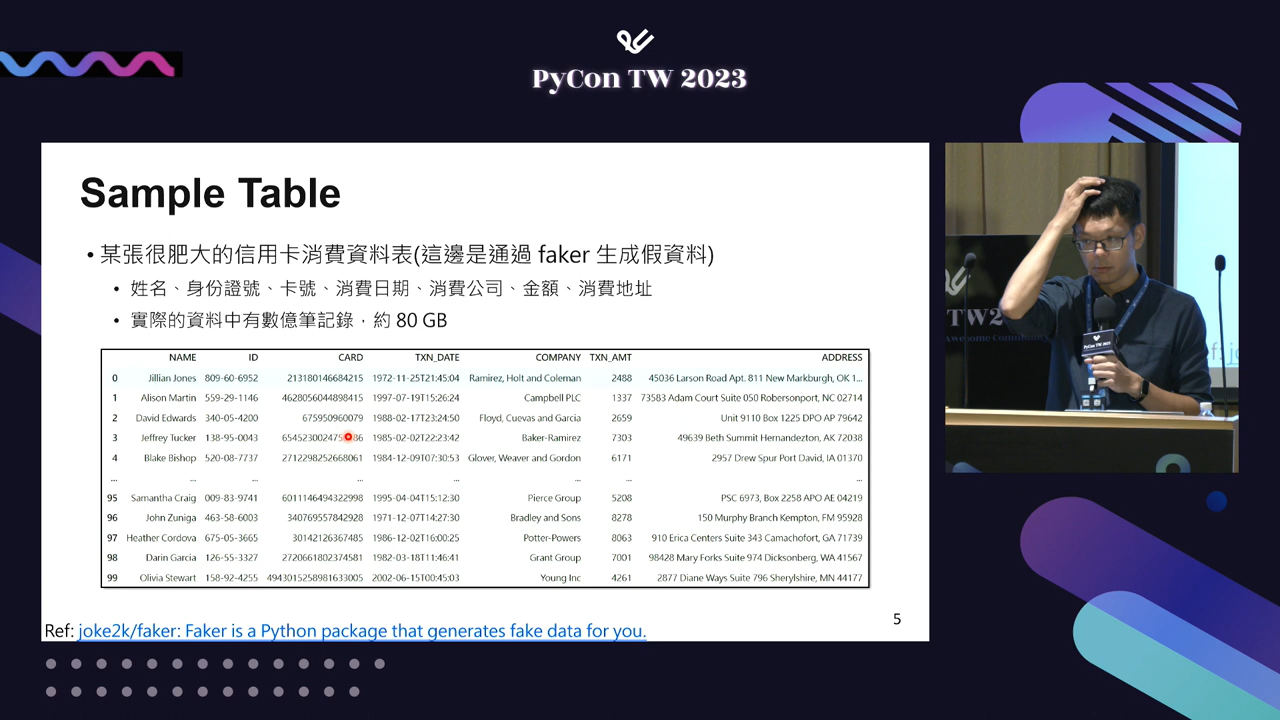 PyCon TW 2023
Sample Table
• 某張很肥大的信用卡消費資料表(這邊是通過 faker 生成假資料)
• 姓名、身份證號、卡號、消費日期、消費公司、金額、消費地址
• 實際的資料中有數億筆記錄，約 80 GB
NAME ID CARD TXN_DATE COMPANY TXN_AMT ADDRESS
0 Jillian Jones 809-60-6952 213180146684215 1972-11-25T21:45:04 Ramirez, Holt and Coleman 2488 45036 Larson Road Apt. 811 New Markburgh, OK 1...
1 Alison Martin 559-29-1146 4628056044898415 1997-07-19T15:26:24 Campbell PLC 1337 73583 Adam Court Suite 050 Robersonport, NC 02714
2 David Edwards 340-05-4200 675950960079 1988-02-17T23:24:50 Floyd, Cuevas and Garcia 2659 Unit 9110 Box 1225 DPO AP 79642
3 Jeffrey Tucker 138-95-0043 1985-02-02T22:23:42 Baker-Ramirez 7303 49639 Beth Summit Hernandezton, AK 72038
4 Blake Bishop 520-08-7737 2712298252668061 1984-12-09T07:30:53 Glover, Weaver and Gordon 6171 2957 Drew Spur Port David, IA 01370
... ... ... ... ... ... ...
95 Samantha Craig 009-83-9741 6011146494322998 1995-04-04T15:12:30 Pierce Group 5208 PSC 6973, Box 2258 APO AE 04219
96 John Zuniga 463-58-6003 340769557842928 1971-12-07T14:27:30 Bradley and Sons 8278 150 Murphy Branch Kempton, FM 95928
97 Heather Cordova 675-05-3665 30142126367485 1986-12-02T16:00:25 Potter-Powers 8063 910 Erica Centers Suite 343 Camachofort, GA 71739
98 Darin Garcia 126-55-3327 2720661802374581 1982-03-18T11:46:41 Grant Group 7001 98428 Mary Forks Suite 974 Dicksonberg, WA 41567
99 Olivia Stewart 158-92-4255 4943015258981633005 2002-06-15T00:45:03 Young Inc 4261 2877 Diane Ways Suite 796 Sherylshire, MN 44177
5
Ref: joke2k/faker: Faker is a Python package that generates fake data for you.
PyCon TW 2023